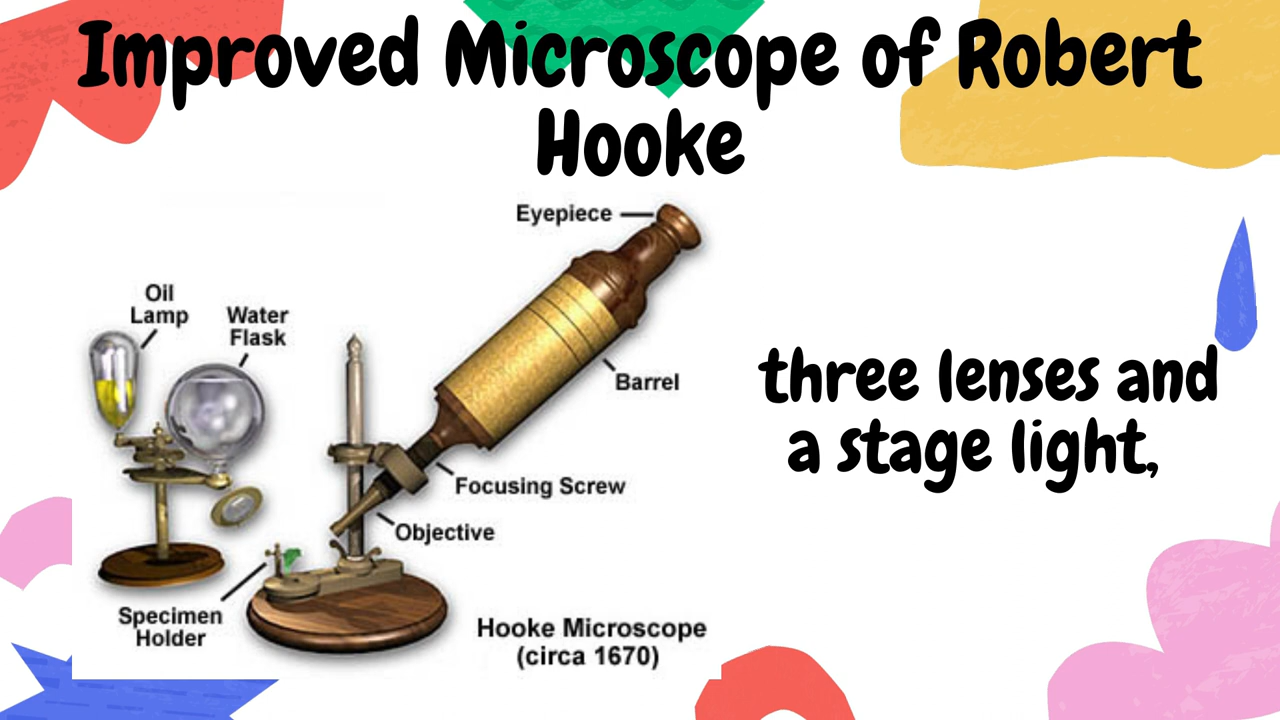 Improved Microscope of Robert
Hooke
Eyepiece
Oil
Lamp
Water
Flask
Barrel
three lenses and
a stage light,
Focusing Screw
Objective
Specimen
Holder
Hooke Microscope
(circa 1670)